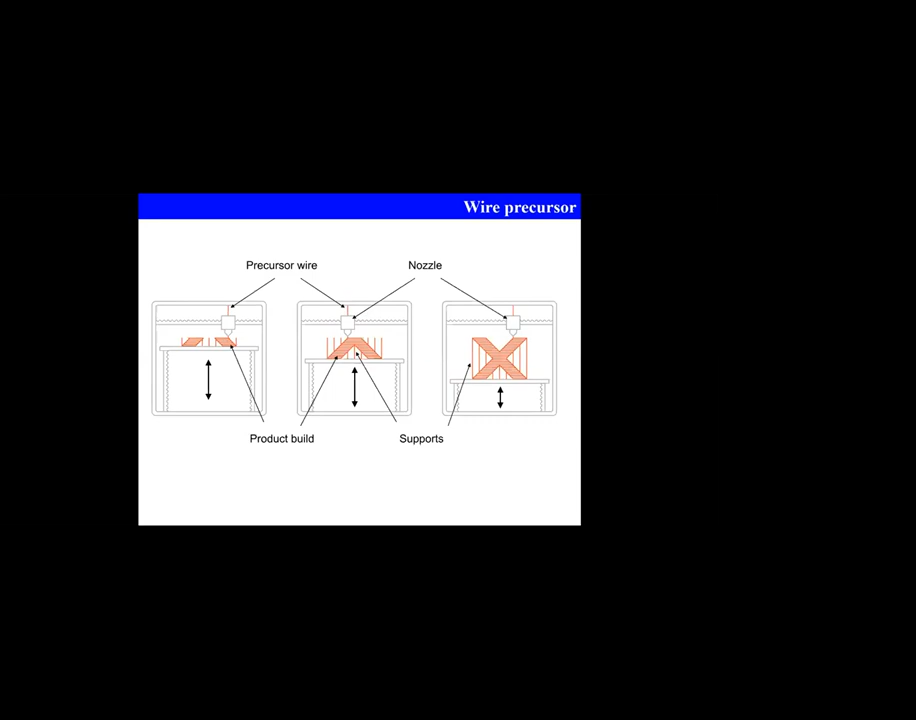 Wire precursor
Precursor wire
Nozzle
Product build
Supports